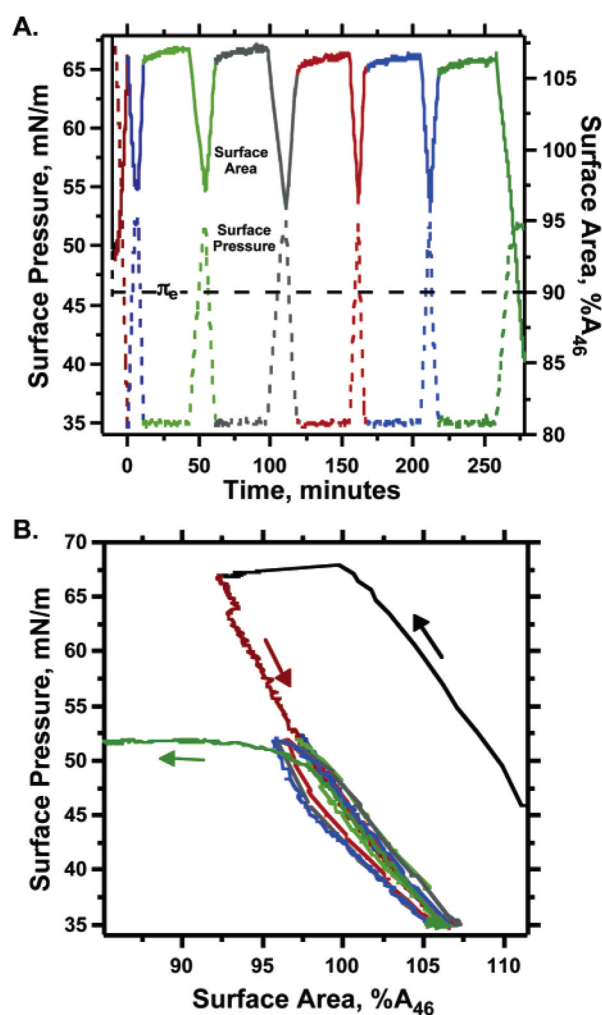 A.
Surface Pressure, mN/m
65
60
55
50
45
40
35
Surface Area
Surface Pressure
πe
105
100
95
90
85
80
Surface Area, %A46
0 50 100 150 200 250
Time, minutes
B.
Surface Pressure, mN/m
70
65
60
55
50
45
40
35
90 95 100 105 110
Surface Area, %A46